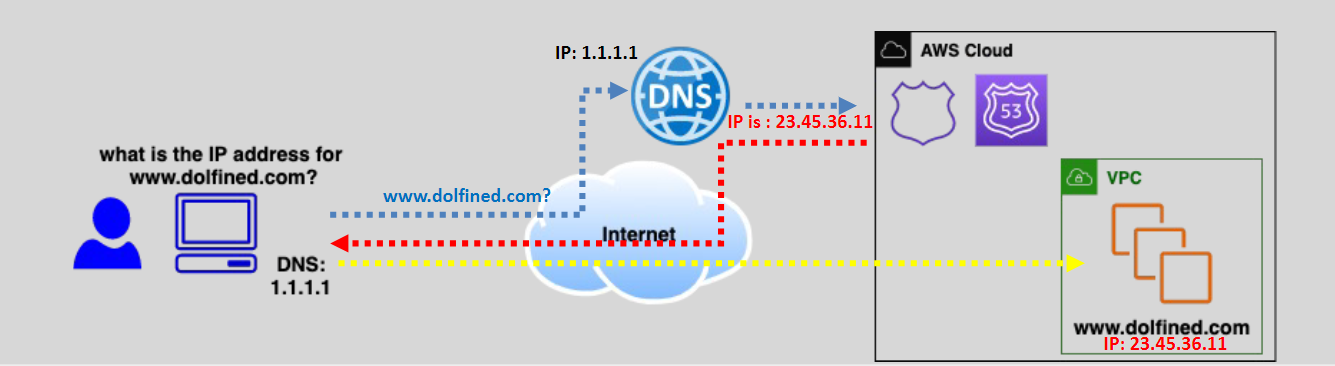 IP: 1.1.1.1
DNS
AWS Cloud
53
IP is : 23.45.36.11
what is the IP address for
www.dolfined.com?
www.dolfined.com?
VPC
Internet
DNS:
1.1.1.1
www.dolfined.com
IP: 23.45.36.11